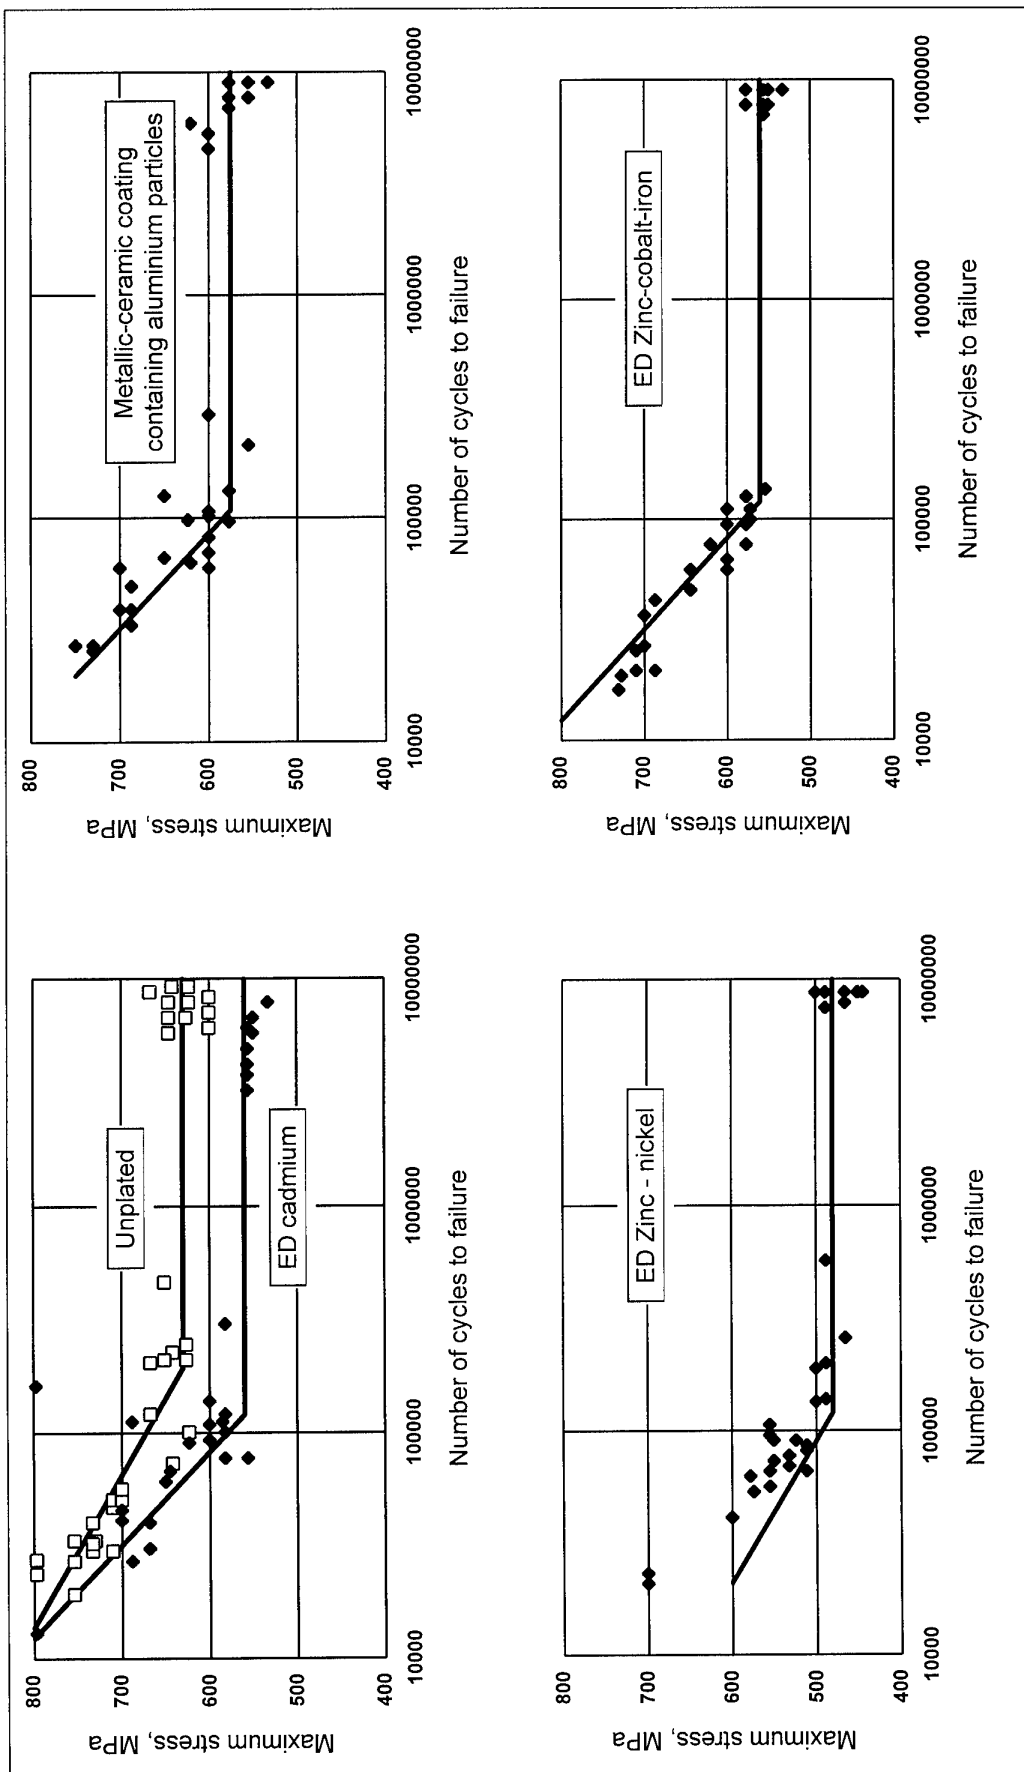 Maximum stress, MPa
800
700
600
500
400
Unplated
ED cadmium
10000
100000
1000000
10000000
Number of cycles to failure
Maximum stress, MPa
800
700
600
500
400
Metallic-ceramic coating
containing aluminium particles
10000
100000
1000000
10000000
Number of cycles to failure
Maximum stress, MPa
800
700
600
500
400
ED Zinc - nickel
10000
100000
1000000
10000000
Number of cycles to failure
Maximum stress, MPa
800
700
600
500
400
ED Zinc-cobalt-iron
10000
100000
1000000
10000000
Number of cycles to failure